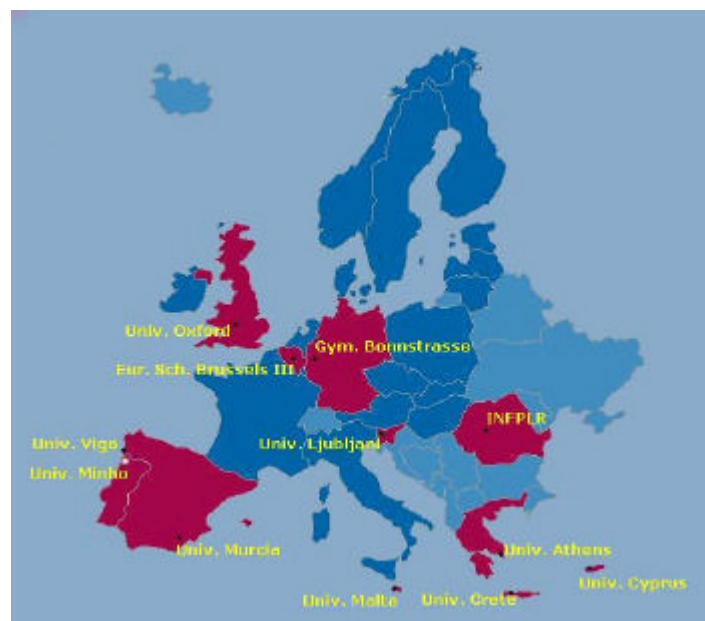 Univ. Oxford
Gym. Bonnstrasse
Eur. Sch. Brussels III
INFPLR
Univ. Vigo
Univ. Ljubljani
Univ. Minho
Univ. Murcia
Univ. Athens
Univ. Cyprus
Univ. Malta
Univ. Crete